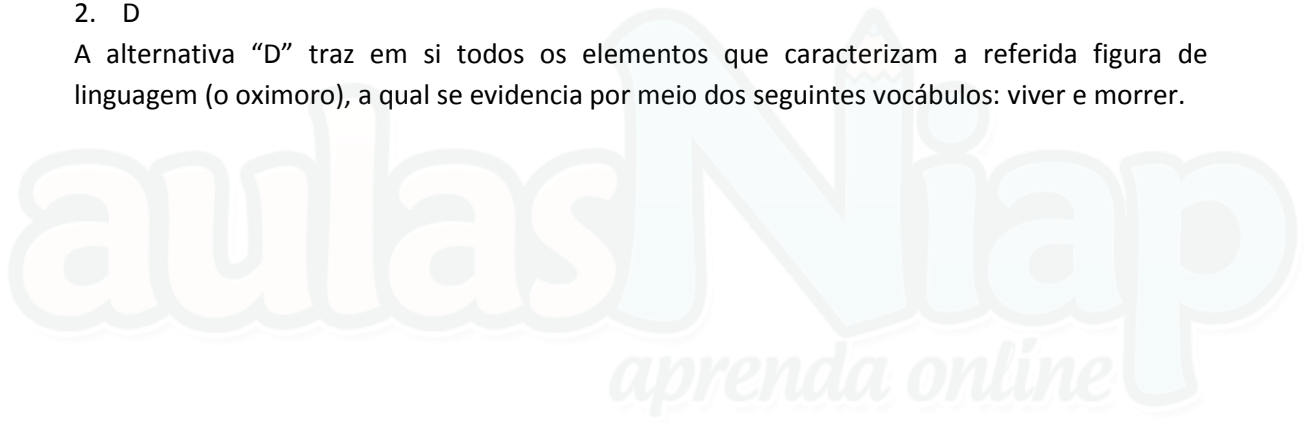 2. D
A alternativa “D” traz em si todos os elementos que caracterizam a referida figura de
linguagem (o oximoro), a qual se evidencia por meio dos seguintes vocábulos: viver e morrer.
aulasNiap
aprenda online